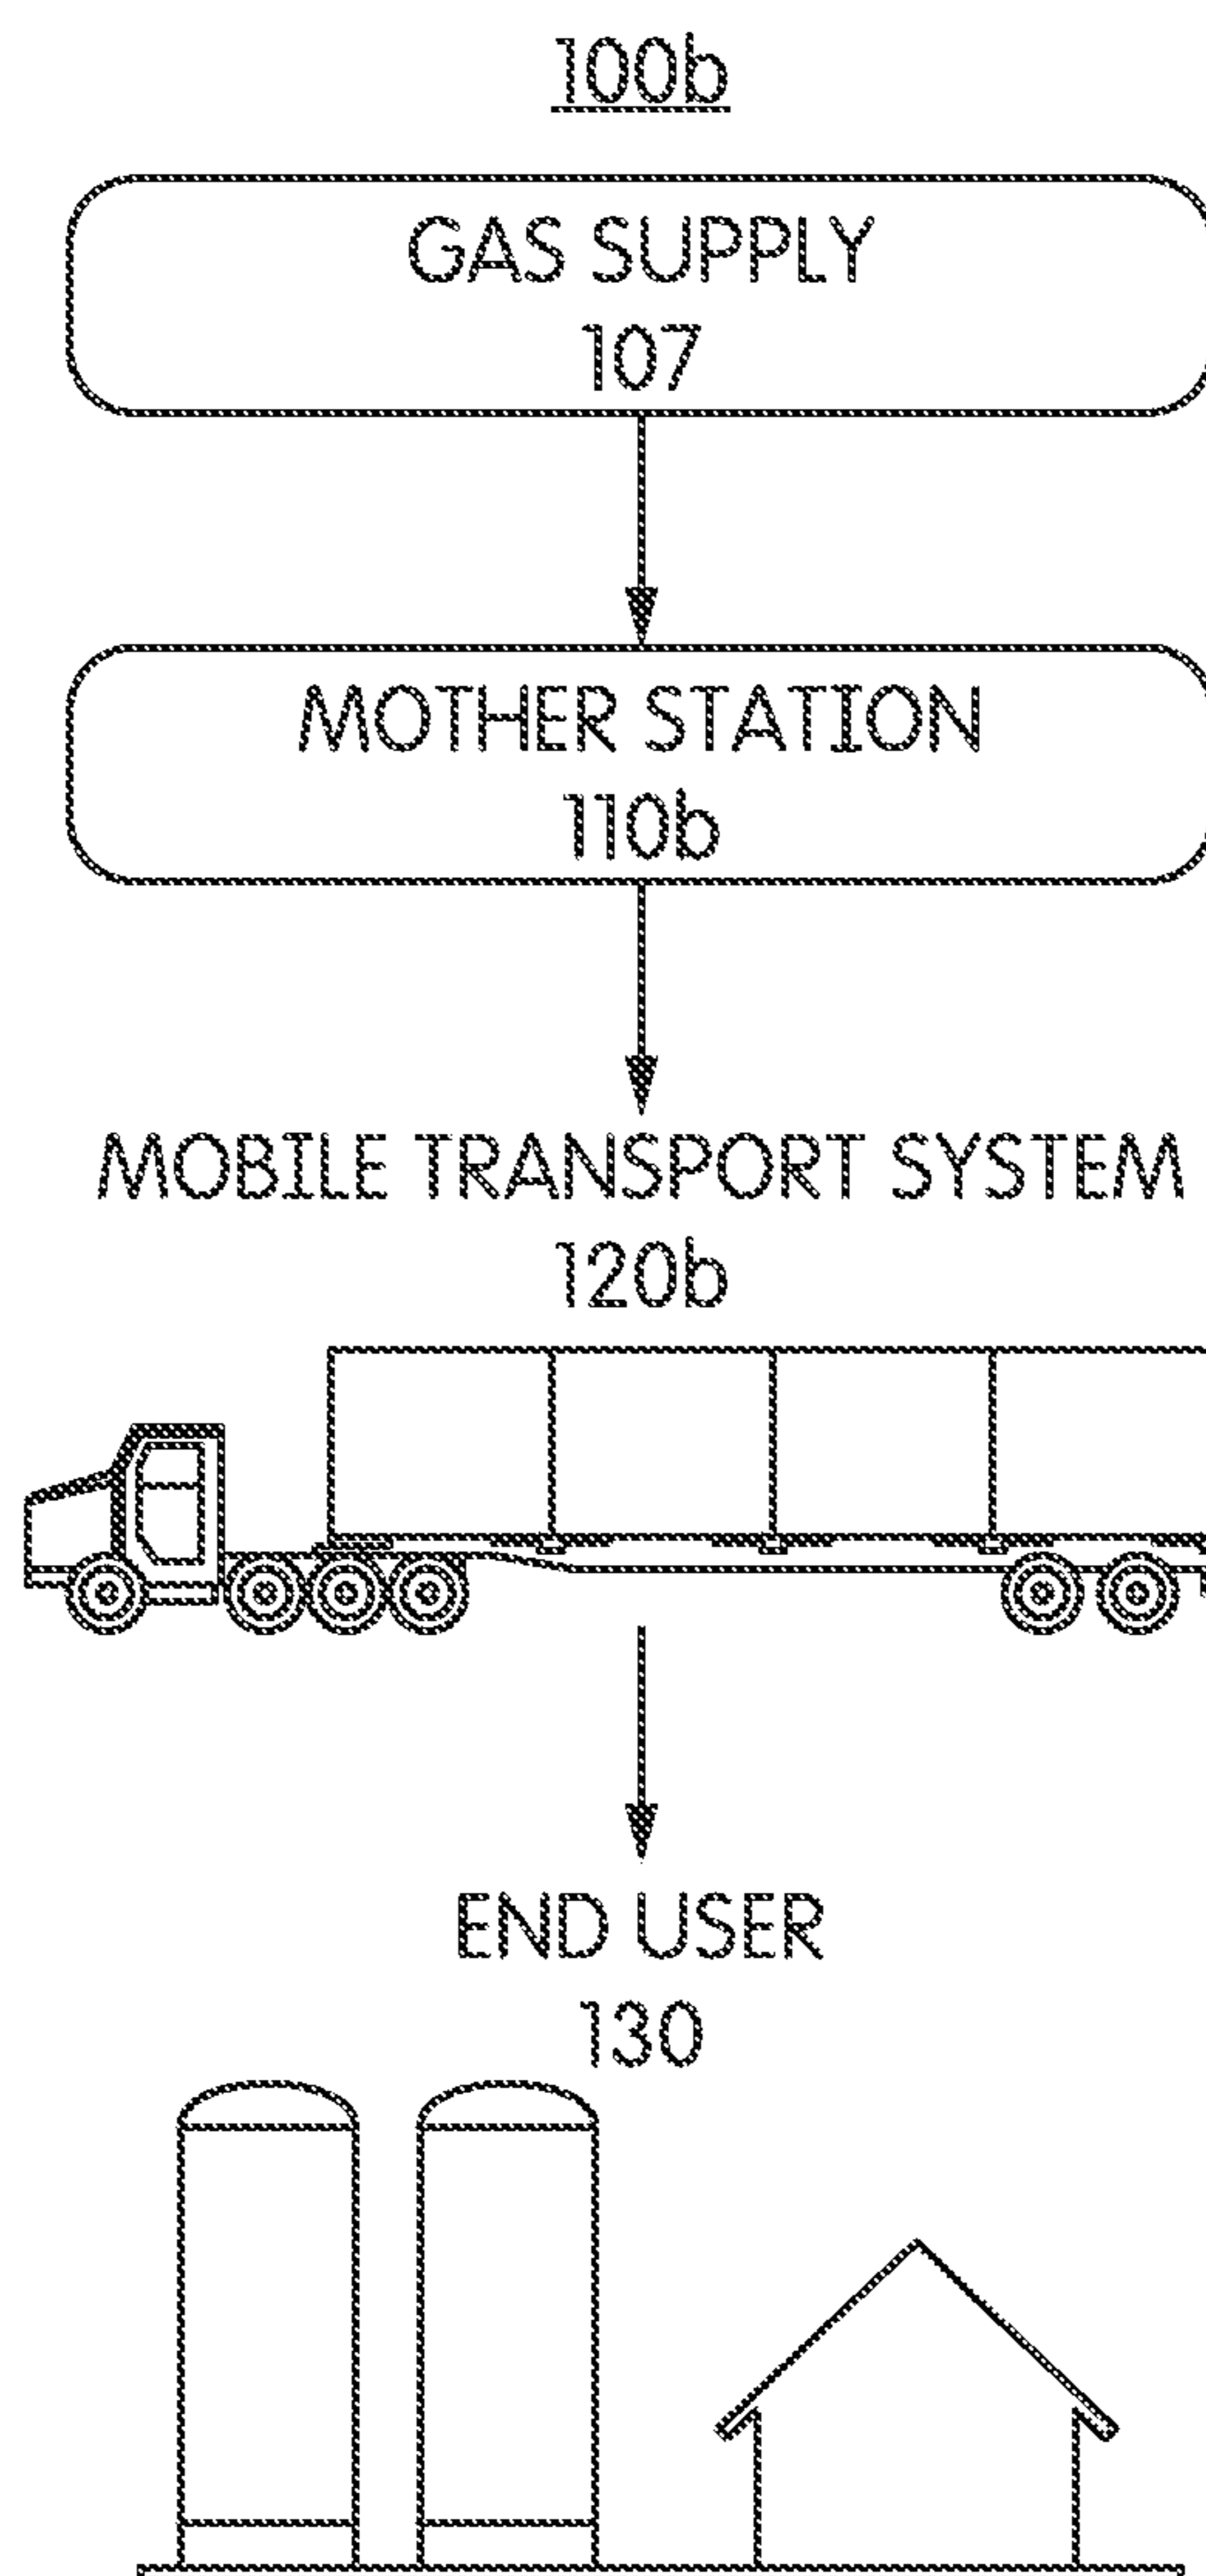 100b
GAS SUPPLY
107
MOTHER STATION
110b
MOBILE TRANSPORT SYSTEM
120b
END USER
130